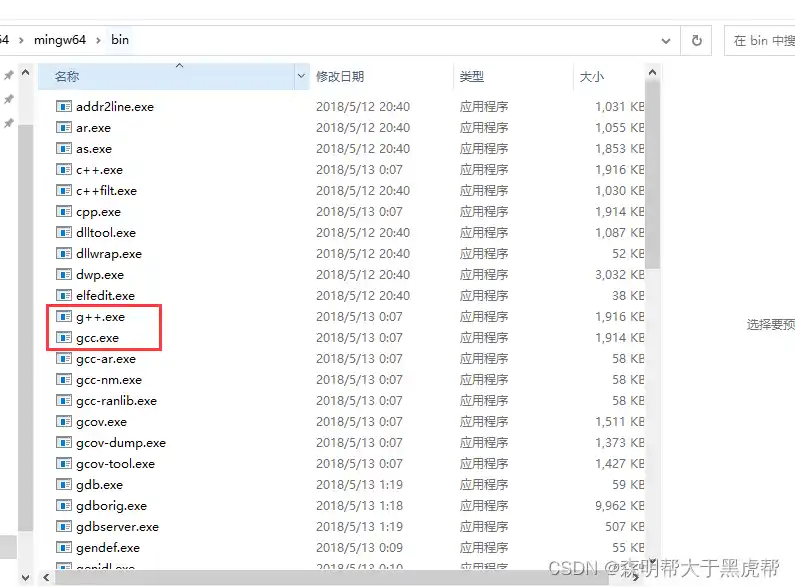 64 › mingw64 › bin
在 bin 中搜
名称 修改日期 类型 大小
addr2line.exe 2018/5/12 20:40 应用程序 1,031 KB
ar.exe 2018/5/12 20:40 应用程序 1,055 KB
as.exe 2018/5/12 20:40 应用程序 1,853 KB
c++.exe 2018/5/13 0:07 应用程序 1,916 KB
c++filt.exe 2018/5/12 20:40 应用程序 1,030 KB
cpp.exe 2018/5/13 0:07 应用程序 1,914 KB
dlltool.exe 2018/5/12 20:40 应用程序 1,087 KB
dllwrap.exe 2018/5/12 20:40 应用程序 52 KB
dwp.exe 2018/5/12 20:40 应用程序 3,032 KB
elfedit.exe 2018/5/12 20:40 应用程序 38 KB
g++.exe 2018/5/13 0:07 应用程序 1,916 KB
gcc.exe 2018/5/13 0:07 应用程序 1,914 KB
选择要预
gcc-ar.exe 2018/5/13 0:07 应用程序 58 KB
gcc-nm.exe 2018/5/13 0:07 应用程序 58 KB
gcc-ranlib.exe 2018/5/13 0:07 应用程序 58 KB
gcov.exe 2018/5/13 0:07 应用程序 1,511 KB
gcov-dump.exe 2018/5/13 0:07 应用程序 1,373 KB
gcov-tool.exe 2018/5/13 0:07 应用程序 1,427 KB
gdb.exe 2018/5/13 1:19 应用程序 59 KB
gdborig.exe 2018/5/13 1:18 应用程序 9,962 KB
gdbserver.exe 2018/5/13 1:19 应用程序 507 KB
gendef.exe 2018/5/13 0:09 应用程序 55 KB
genidl.exe 2018/5/13 0:10 应用程序
CSDN @森明帮大于黑虎帮